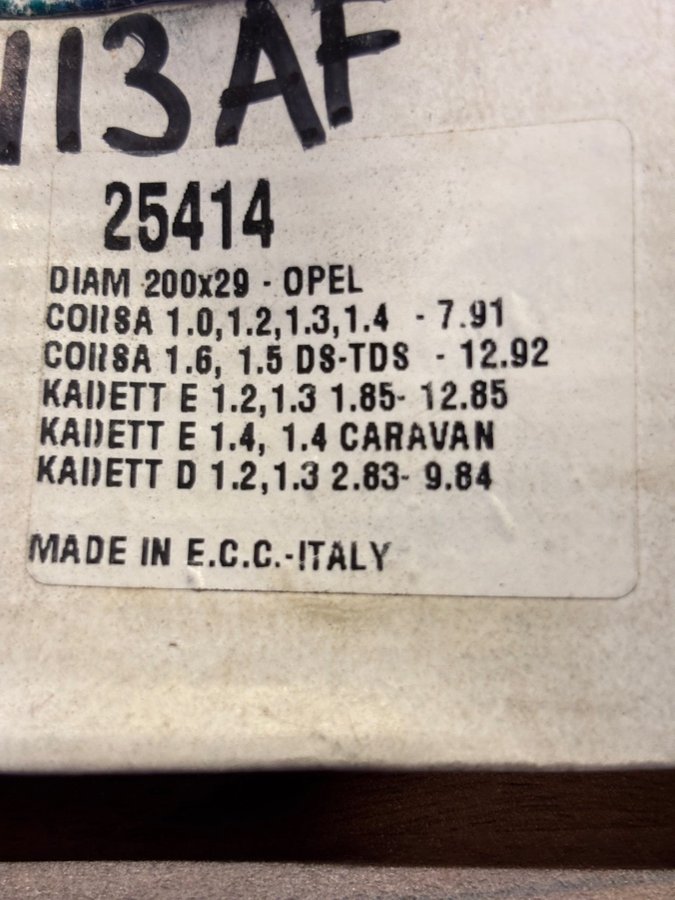 113 AF
25414
DIAM 200x29 - OPEL
CORSA 1.0,1.2,1.3,1.4 - 7.91
CORSA 1.6, 1.5 DS-TDS - 12.92
KADETT E 1.2,1.3 1.85- 12.85
KADETT E 1.4, 1.4 CARAVAN
KADETT D 1.2,1.3 2.83- 9.84
MADE IN E.C.C.-ITALY